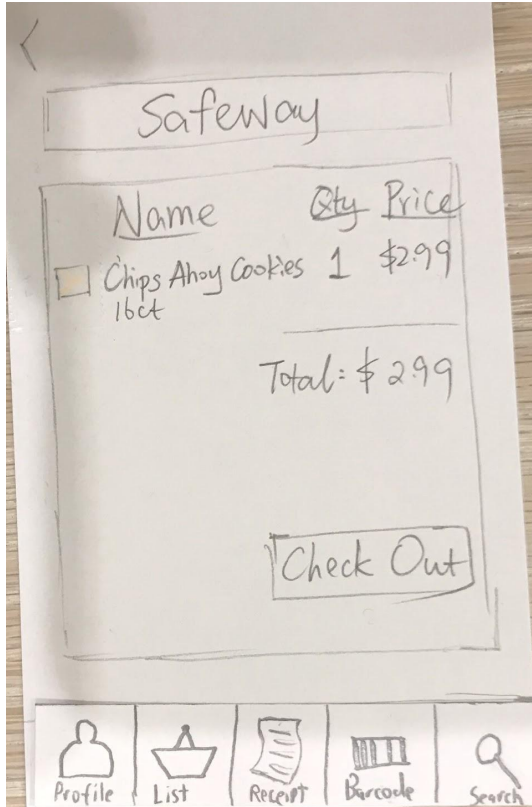 Safeway
Name Qty Price
Chips Ahoy Cookies 1 $2.99
16ct
Total: $2.99
Check Out
Profile List Receipt Barcode Search